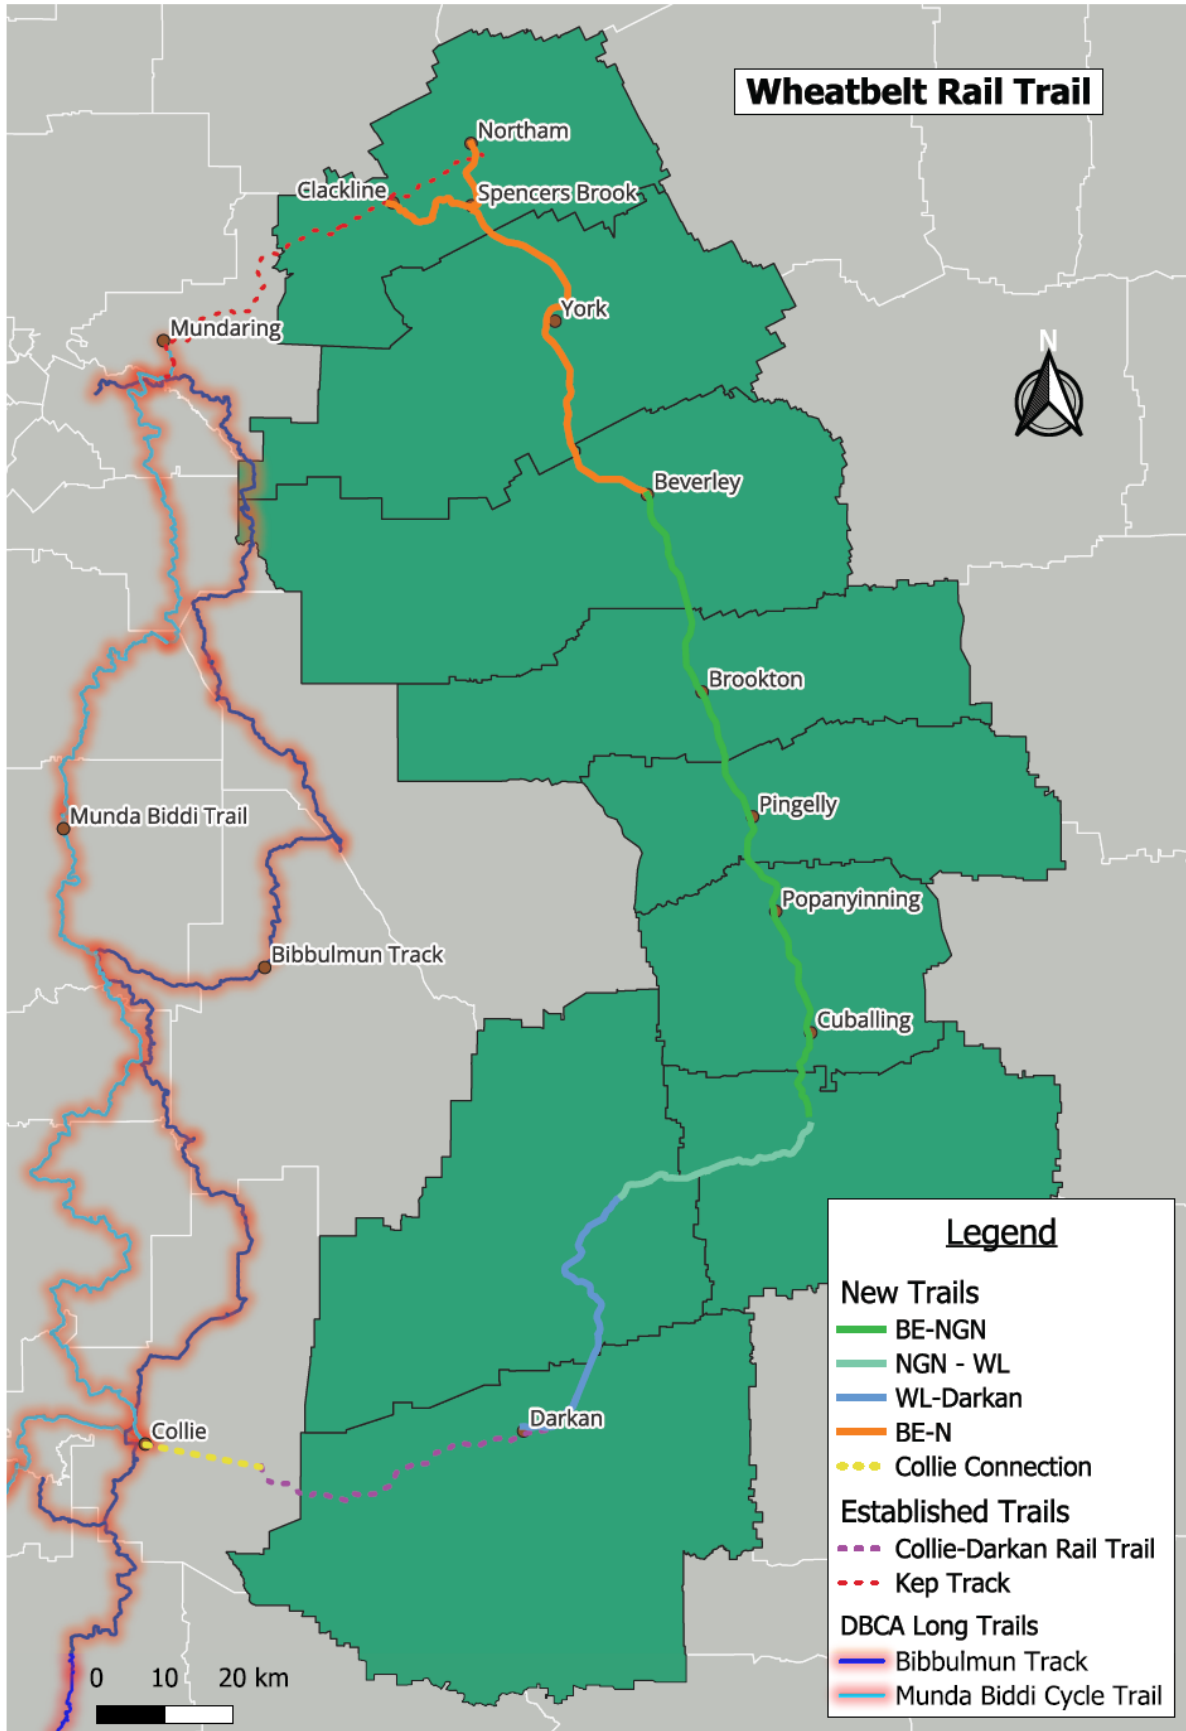 Wheatbelt Rail Trail
Northam
Clackline
Spencers Brook
York
Mundaring
N
Beverley
Brookton
Pingelly
Munda Biddi Trail
Popanyinning
Bibbulmun Track
Cuballing
Darkan
Collie
Legend
New Trails
BE-NGN
NGN - WL
WL-Darkan
BE-N
Collie Connection
Established Trails
Collie-Darkan Rail Trail
Kep Track
DBCA Long Trails
Bibbulmun Track
Munda Biddi Cycle Trail
0 10 20 km